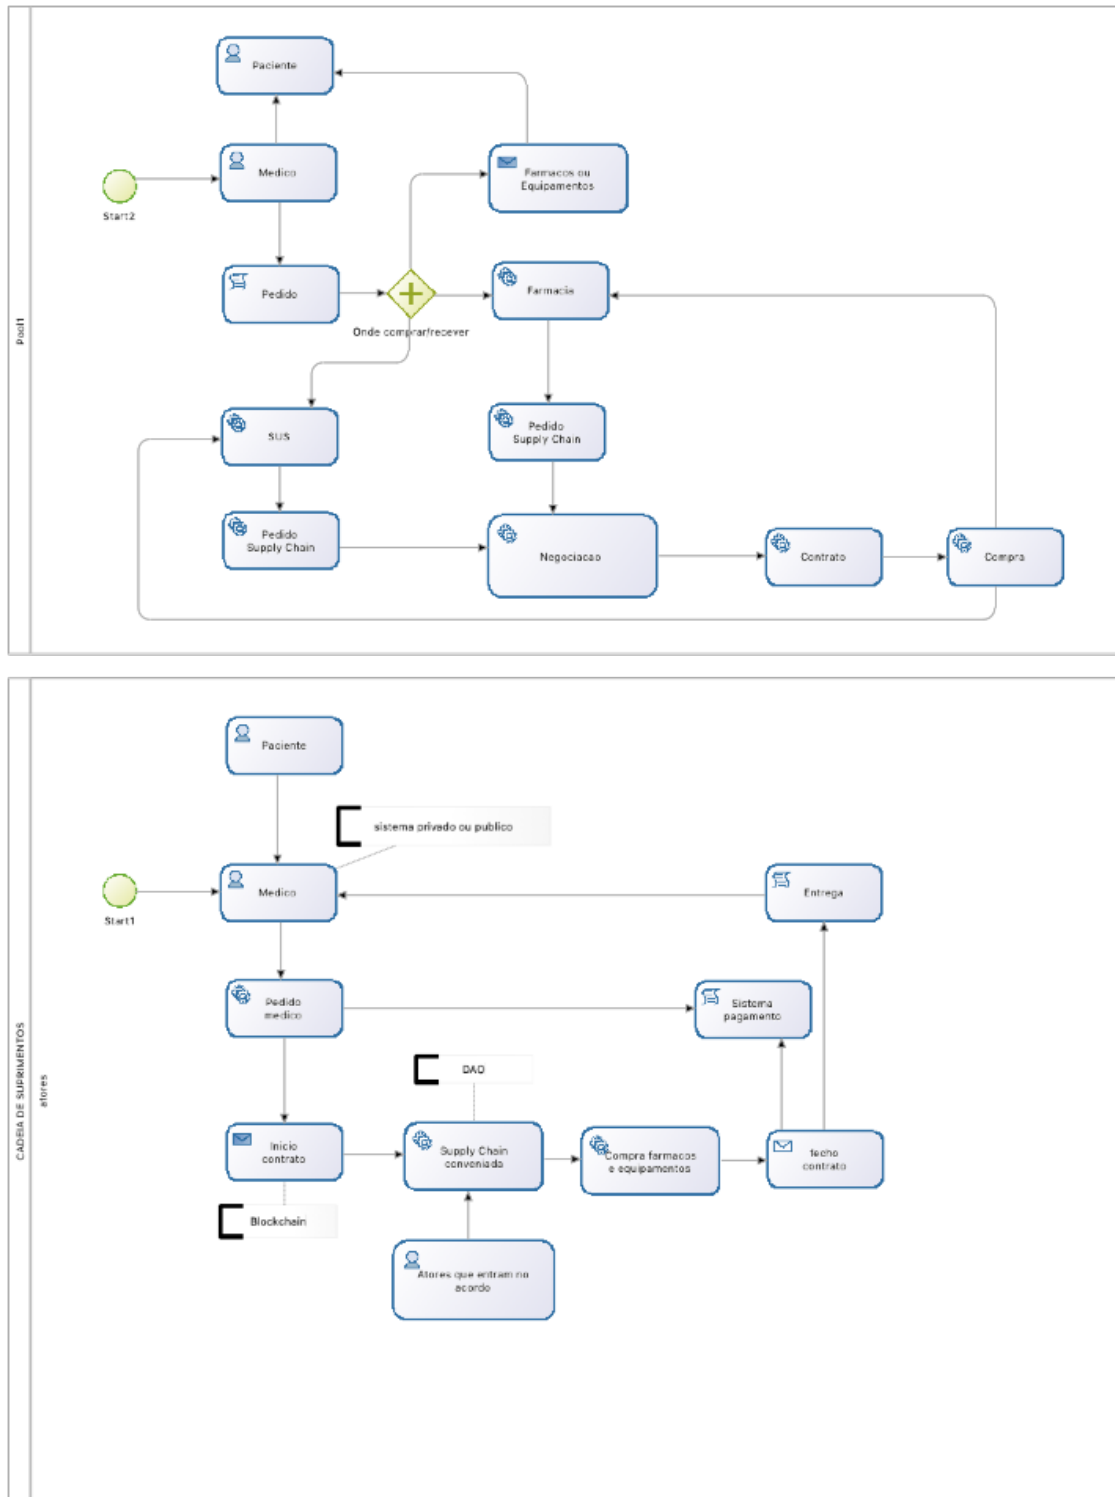 Pool1
Paciente
Medico
Start2
Farmacos ou
Equipamentos
Pedido
Farmacia
Onde comprar/recever
SUS
Pedido
Supply Chain
Pedido
Supply Chain
Negociacao
Contrato
Compra
CADEIA DE SUPRIMENTOS
atores
Paciente
sistema privado ou publico
Medico
Start1
Entrega
Pedido
medico
Sistema
pagamento
DAO
Inicio
contrato
Supply Chain
conveniada
Compra farmacos
e equipamentos
fecho
contrato
Blockchain
Atores que entram no
acordo